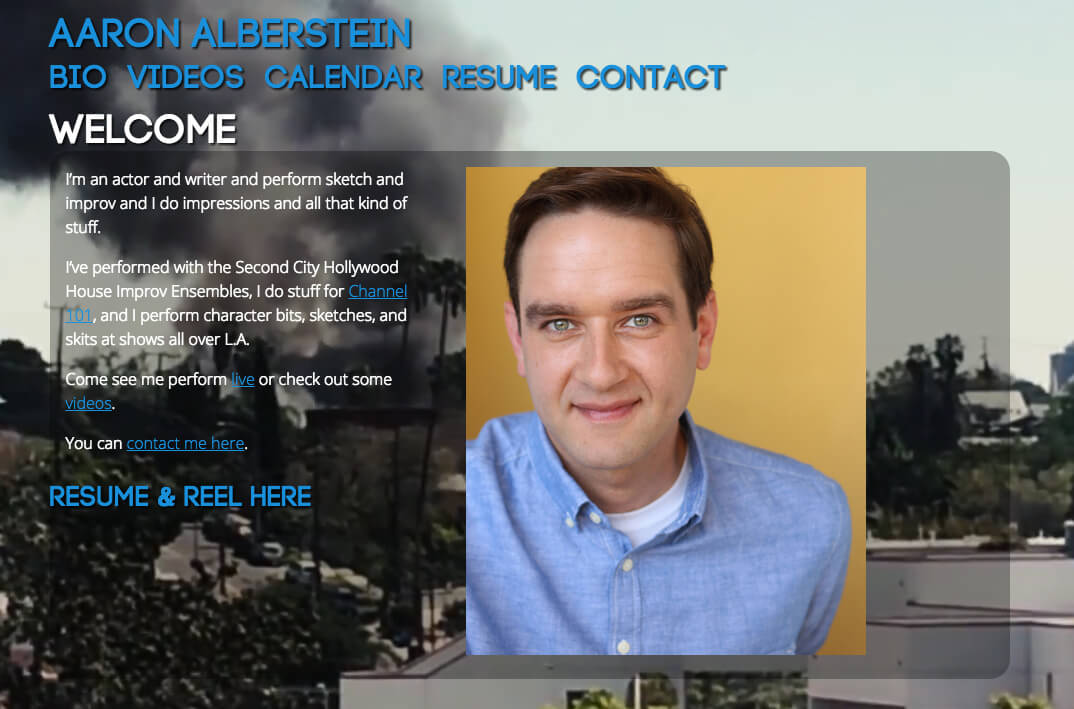 AARON ALBERSTEIN
BIO VIDEOS CALENDAR RESUME CONTACT
WELCOME
I'm an actor and writer and perform sketch and
improv and I do impressions and all that kind of
stuff.
I've performed with the Second City Hollywood
House Improv Ensembles, I do stuff for Channel
101, and I perform character bits, sketches, and
skits at shows all over L.A.
Come see me perform live or check out some
videos.
You can contact me here.
RESUME & REEL HERE